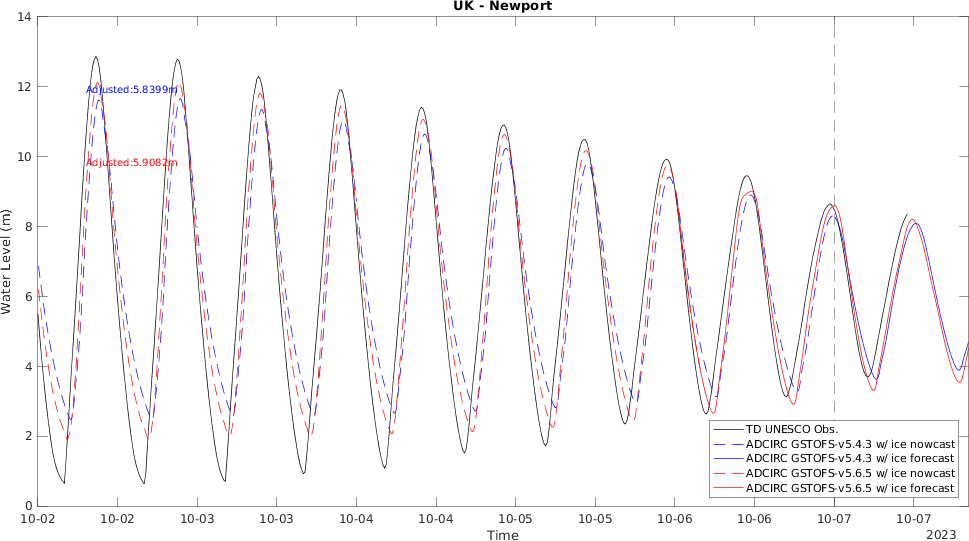 UK - Newport
14
12
10
8
6
4
2
0
Water Level (m)
Adjusted:5.8399m
Adjusted:5.9082m
TD UNESCO Obs.
ADCIRC GSTOFS-v5.4.3 w/ ice nowcast
ADCIRC GSTOFS-v5.4.3 w/ ice forecast
ADCIRC GSTOFS-v5.6.5 w/ ice nowcast
ADCIRC GSTOFS-v5.6.5 w/ ice forecast
10-02 10-02 10-03 10-03 10-04 10-04 10-05 10-05 10-06 10-06 10-07 10-07
Time
2023